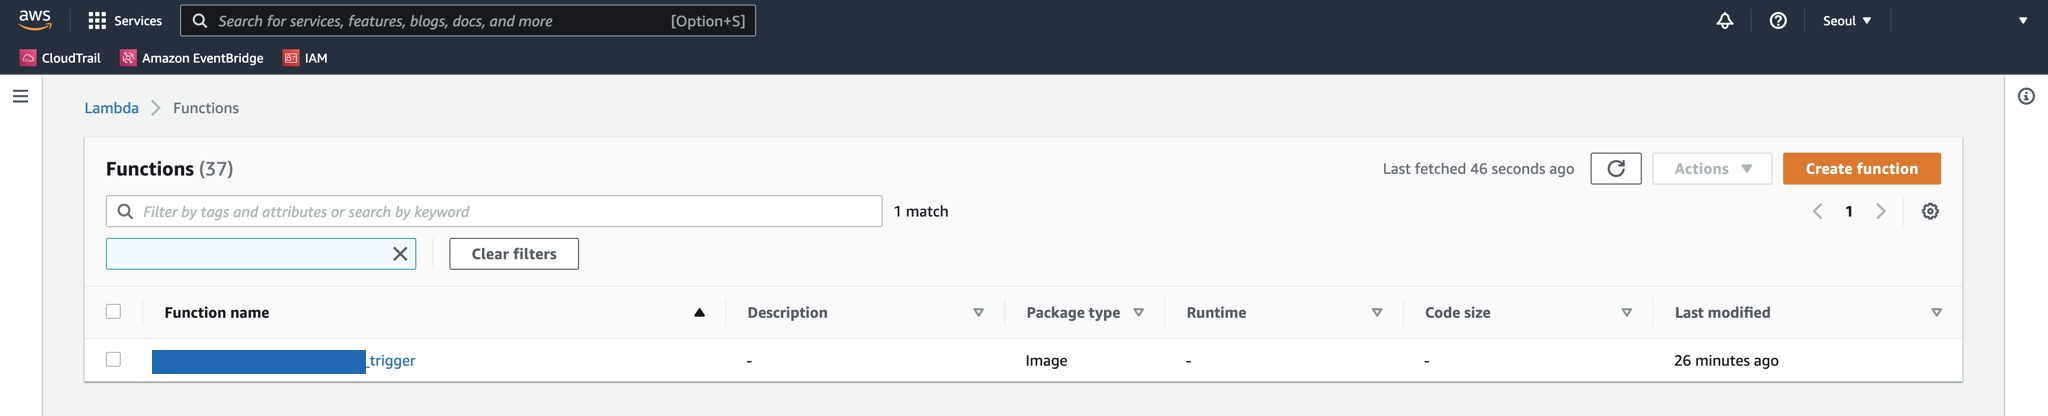 aws Services Search for services, features, blogs, docs, and more [Option+S] Seoul
CloudTrail Amazon EventBridge IAM
Lambda Functions
Functions (37) Last fetched 46 seconds ago Actions Create function
Filter by tags and attributes or search by keyword 1 match 1
Clear filters
Function name Description Package type Runtime Code size Last modified
_trigger - Image - - 26 minutes ago